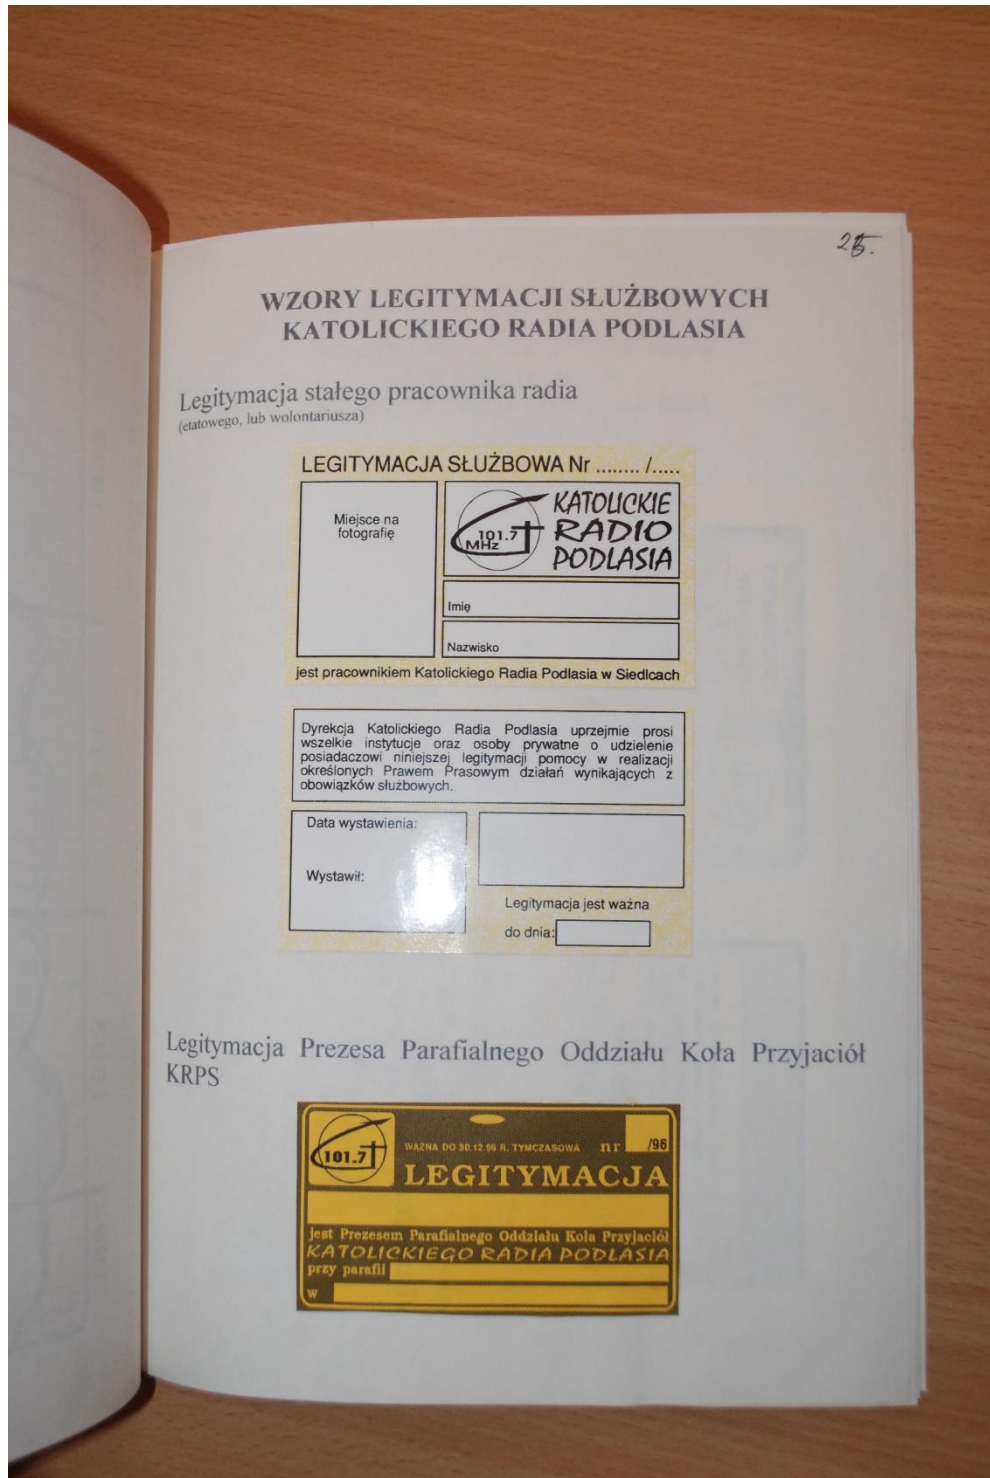 25.
WZORY LEGITYMACJI SŁUŻBOWYCH
KATOLICKIEGO RADIA PODLASIA
Legitymacja stałego pracownika radia
(etatowego, lub wolontariusza)
LEGITYMACJA SŁUŻBOWA Nr ........ /.....
Miejsce na
fotografię
101.7
MHz
KATOLICKIE
RADIO
PODLASIA
Imię
Nazwisko
jest pracownikiem Katolickiego Radia Podlasia w Siedlcach
Dyrekcja Katolickiego Radia Podlasia uprzejmie prosi
wszelkie instytucje oraz osoby prywatne o udzielenie
posiadaczowi niniejszej legitymacji pomocy w realizacji
określonych Prawem Prasowym działań wynikających z
obowiązków służbowych.
Data wystawienia:
Wystawił:
Legitymacja jest ważna
do dnia:
Legitymacja Prezesa Parafialnego Oddziału Koła Przyjaciół
KRPS
101.7
WAŻNA DO 30.12.96 R. TYMCZASOWA nr /96
LEGITYMACJA
jest Prezesem Parafialnego Oddziału Koła Przyjaciół
KATOLICKIEGO RADIA PODLASIA
przy parafii
w